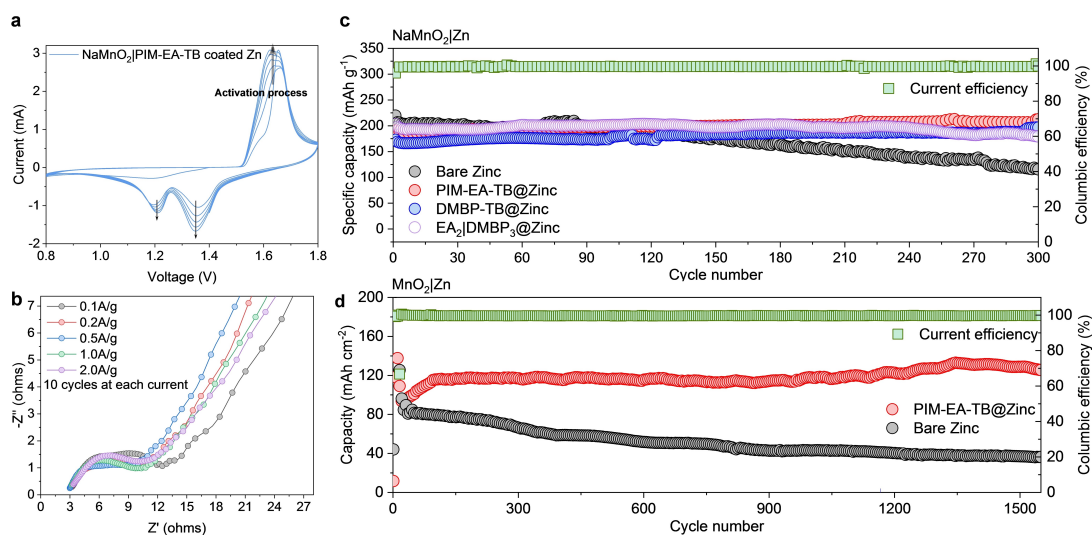 a
NaMnO₂|PIM-EA-TB coated Zn
Activation process
3
2
1
0
-1
-2
0.8 1.0 1.2 1.4 1.6 1.8
Current (mA)
Voltage (V)
b
0.1A/g
0.2A/g
0.5A/g
1.0A/g
2.0A/g
10 cycles at each current
7
6
5
4
3
2
1
0
0 3 6 9 12 15 18 21 24 27
-Z'' (ohms)
Z' (ohms)
c
NaMnO₂|Zn
Current efficiency
Bare Zinc
PIM-EA-TB@Zinc
DMBP-TB@Zinc
EA₂|DMBP₃@Zinc
350
300
250
200
150
100
50
0
0 30 60 90 120 150 180 210 240 270 300
100
80
60
40
20
0
Specific capacity (mAh g⁻¹)
Cycle number
Columbic efficiency (%)
d
MnO₂|Zn
Current efficiency
PIM-EA-TB@Zinc
Bare Zinc
200
160
120
80
40
0
0 300 600 900 1200 1500
100
80
60
40
20
0
Capacity (mAh cm⁻²)
Cycle number
Columbic efficiency (%)